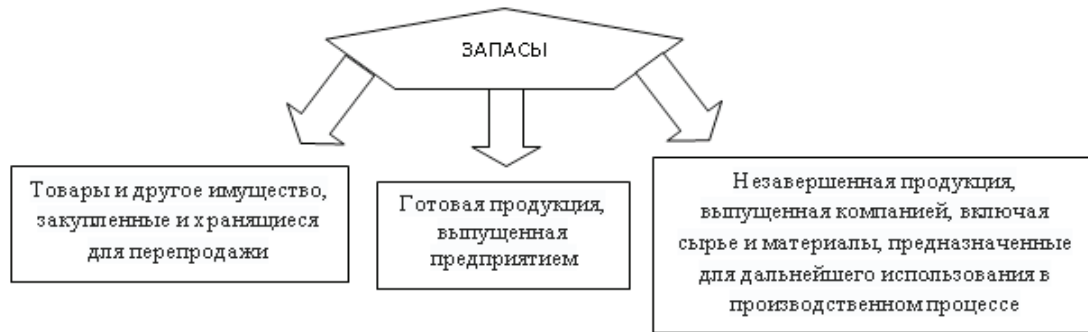 ЗАПАСЫ
Товары и другое имущество,
закупленные и хранящиеся
для перепродажи
Готовая продукция,
выпущенная
предприятием
Незавершенная продукция,
выпущенная компанией, включая
сырье и материалы, предназначенные
для дальнейшего использования в
производственном процессе